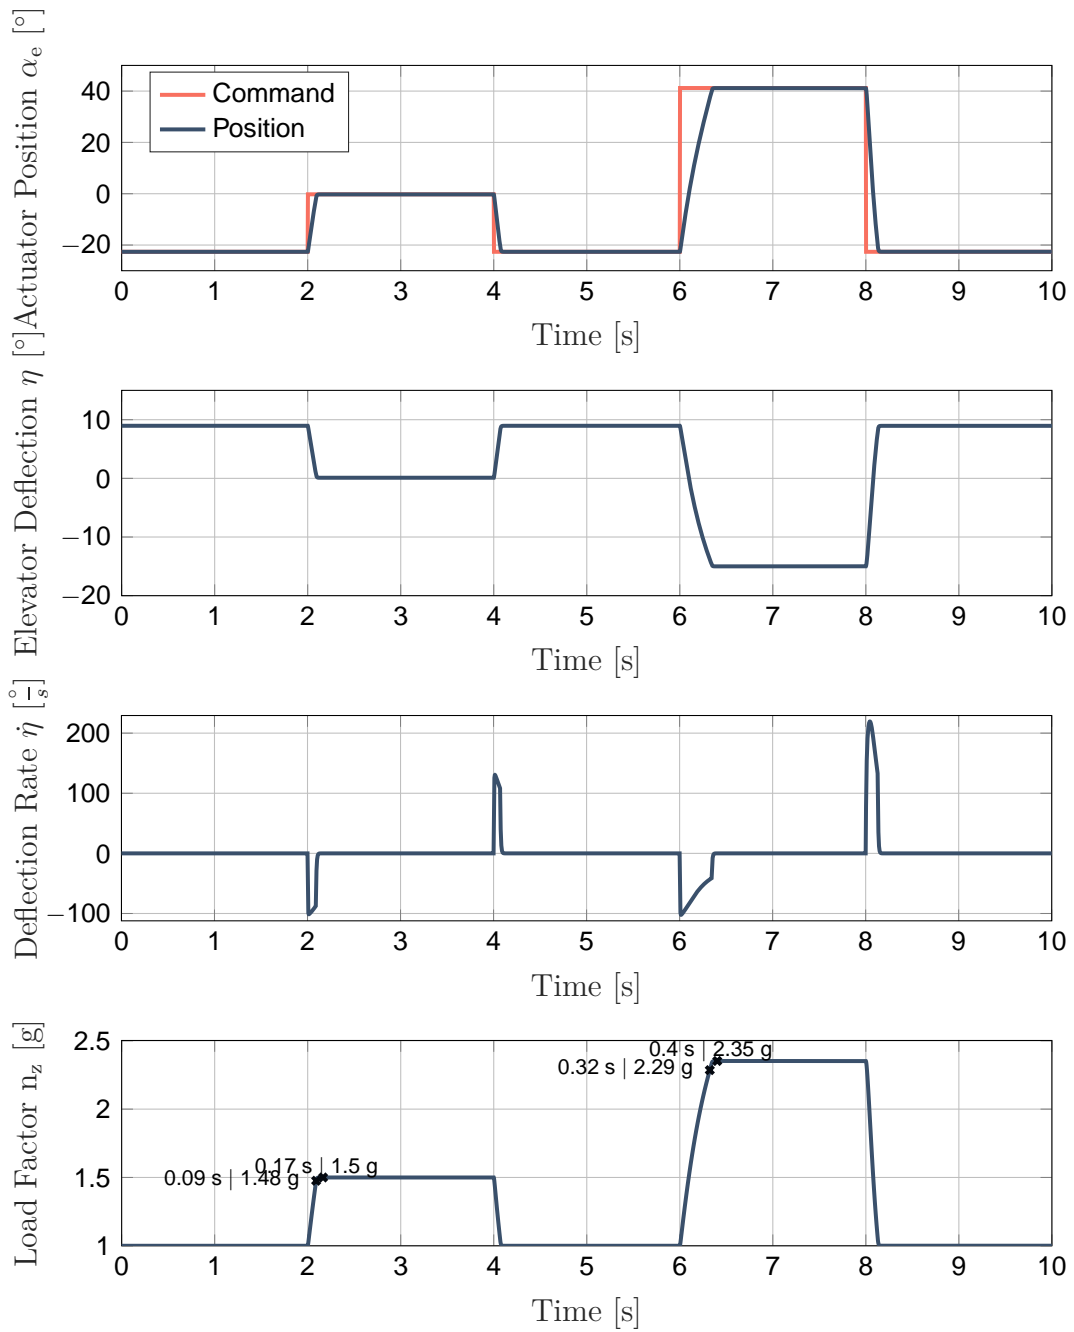 Actuator Position αe [°]
40
20
0
−20
Command
Position
0 1 2 3 4 5 6 7 8 9 10
Time [s]
Elevator Deflection η [°]
10
0
−10
−20
0 1 2 3 4 5 6 7 8 9 10
Time [s]
Deflection Rate η̇ [°/s]
200
100
0
−100
0 1 2 3 4 5 6 7 8 9 10
Time [s]
Load Factor nz [g]
2.5
2
1.5
1
0.4 s | 2.35 g
0.32 s | 2.29 g
0.17 s | 1.5 g
0.09 s | 1.48 g
0 1 2 3 4 5 6 7 8 9 10
Time [s]